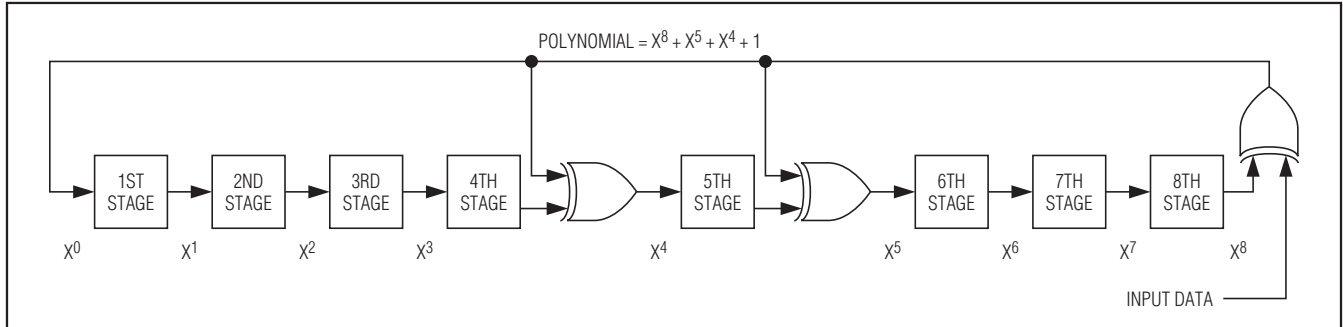 POLYNOMIAL = X⁸ + X⁵ + X⁴ + 1
1ST
STAGE
2ND
STAGE
3RD
STAGE
4TH
STAGE
5TH
STAGE
6TH
STAGE
7TH
STAGE
8TH
STAGE
X⁰
X¹
X²
X³
X⁴
X⁵
X⁶
X⁷
X⁸
INPUT DATA